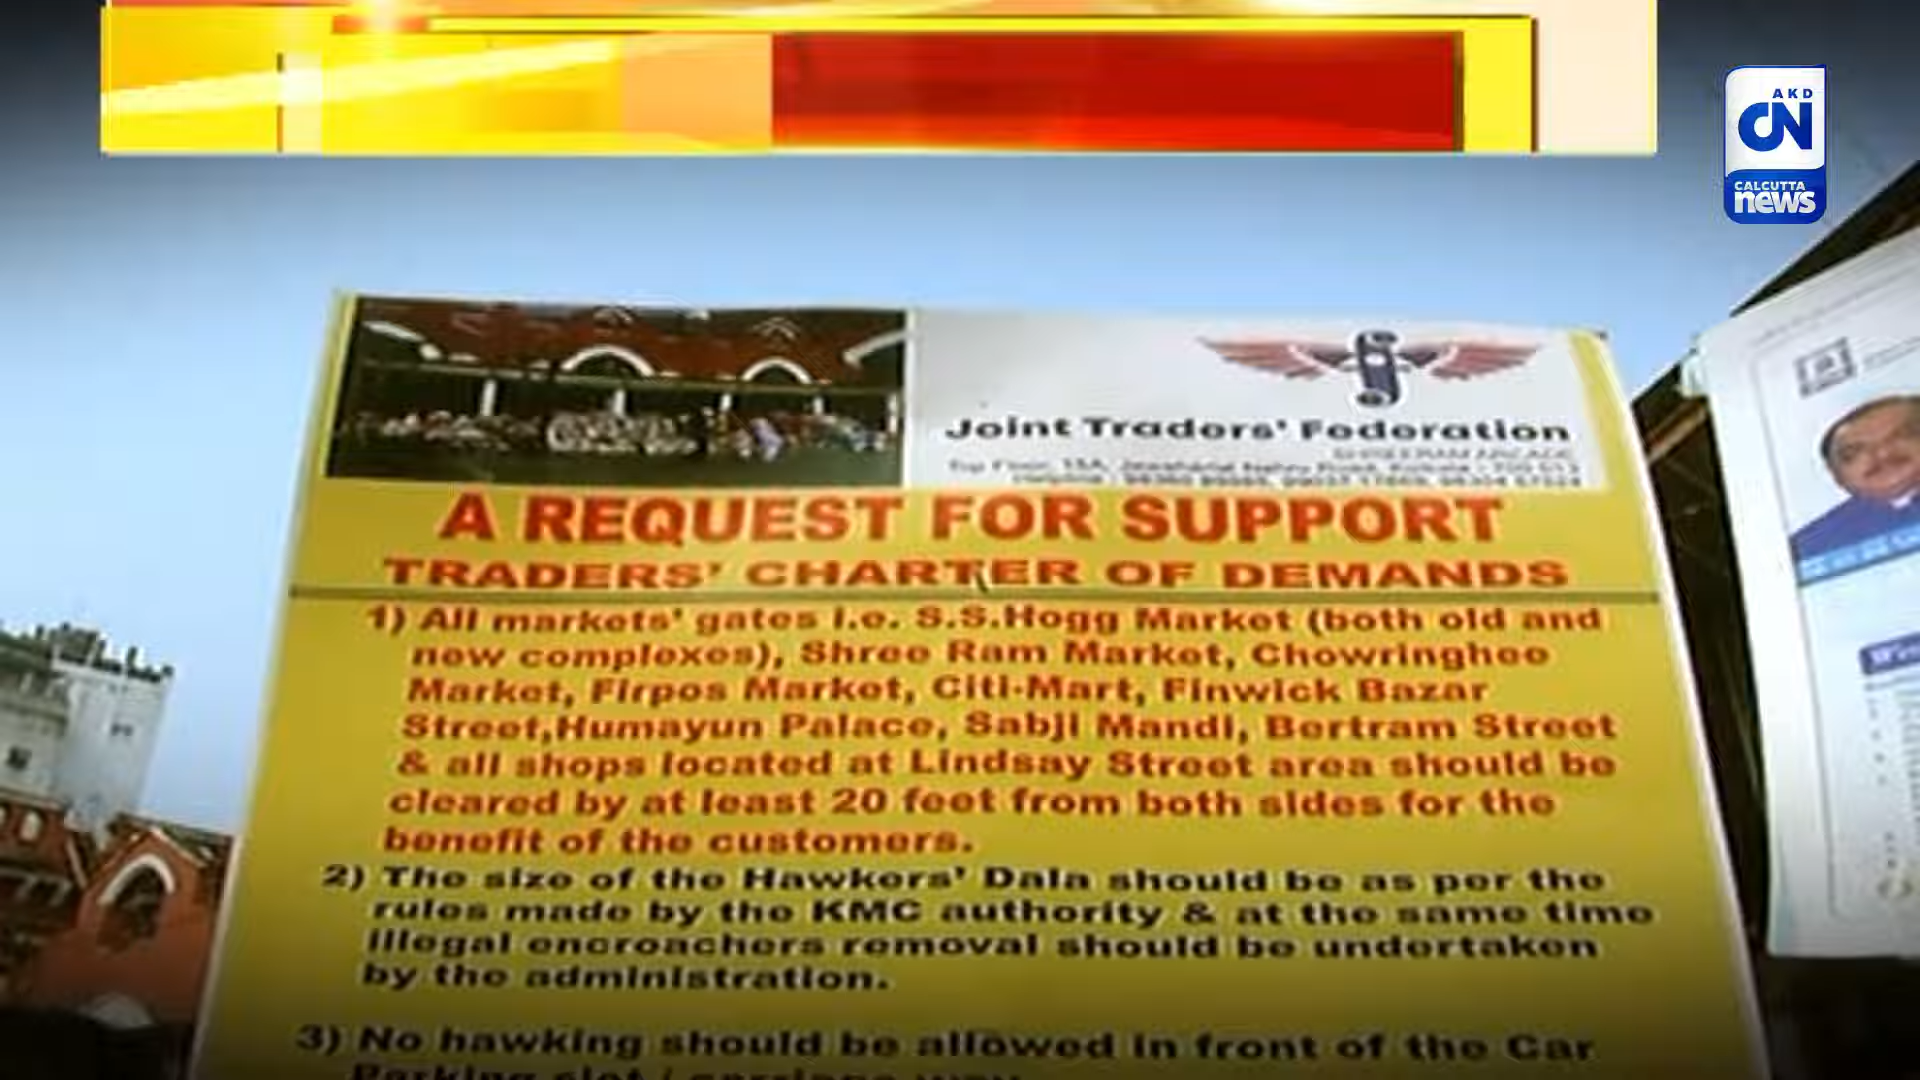 AKD
CN
CALCUTTA
news
Joint Traders' Federation
SHREERAM ARCADE
A REQUEST FOR SUPPORT
TRADERS' CHARTER OF DEMANDS
1) All markets' gates i.e. S.S.Hogg Market (both old and
new complexes), Shree Ram Market, Chowringhee
Market, Firpos Market, Citi-Mart, Finwick Bazar
Street,Humayun Palace, Sabji Mandi, Bertram Street
& all shops located at Lindsay Street area should be
cleared by at least 20 feet from both sides for the
benefit of the customers.
2) The size of the Hawkers' Dala should be as per the
rules made by the KMC authority & at the same time
illegal encroachers removal should be undertaken
by the administration.
3) No hawking should be allowed in front of the Car